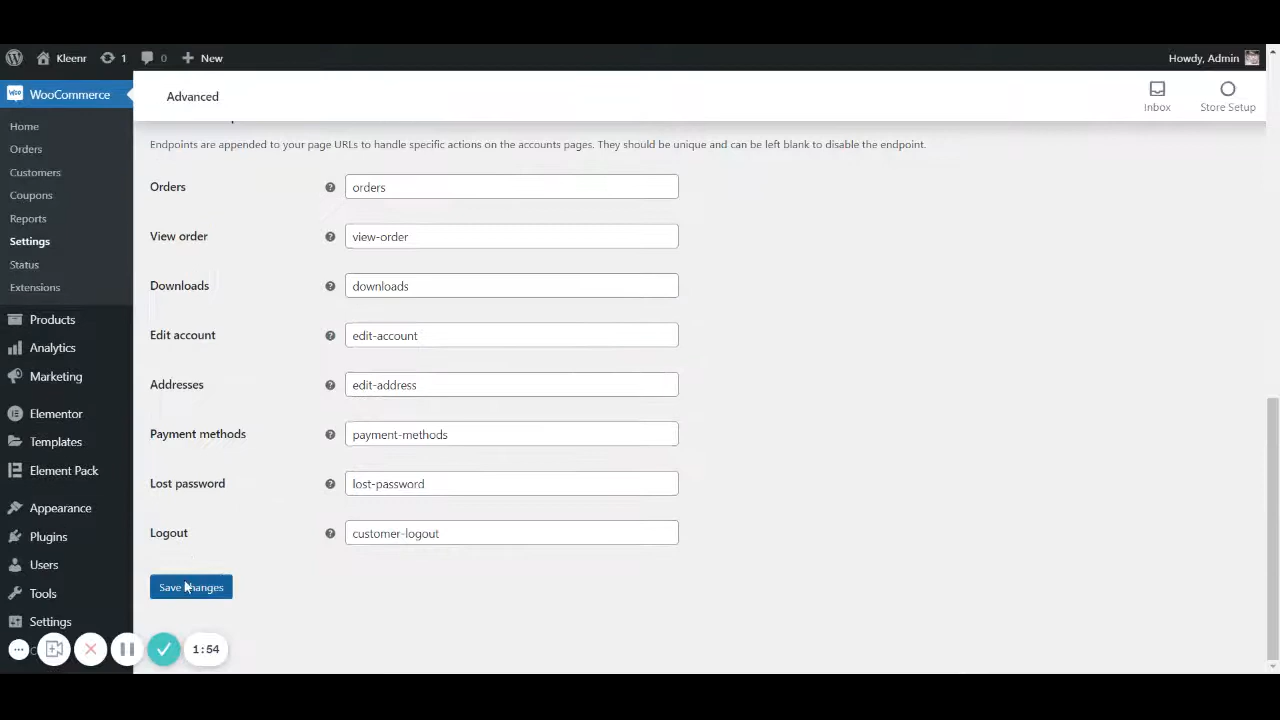 Kleenr
1
0
New
Howdy, Admin
WooCommerce
Home
Orders
Customers
Coupons
Reports
Settings
Status
Extensions
Products
Analytics
Marketing
Elementor
Templates
Element Pack
Appearance
Plugins
Users
Tools
Settings
Advanced
Inbox
Store Setup
Endpoints are appended to your page URLs to handle specific actions on the accounts pages. They should be unique and can be left blank to disable the endpoint.
Orders
orders
View order
view-order
Downloads
downloads
Edit account
edit-account
Addresses
edit-address
Payment methods
payment-methods
Lost password
lost-password
Logout
customer-logout
Save changes
1:54